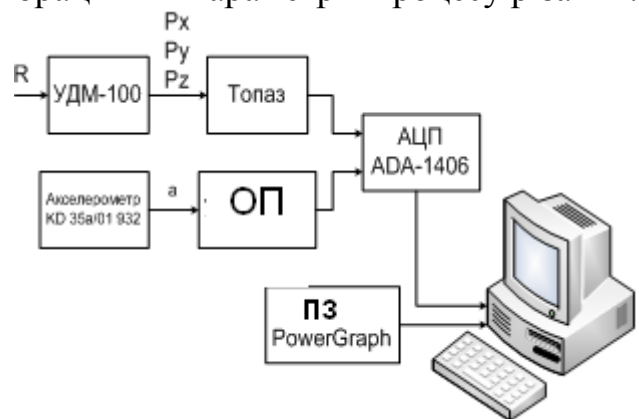 Px
Py
Pz
R
УДМ-100
Топаз
АЦП
ADA-1406
Акселерометр
KD 35a/01 932
a
ОП
ПЗ
PowerGraph